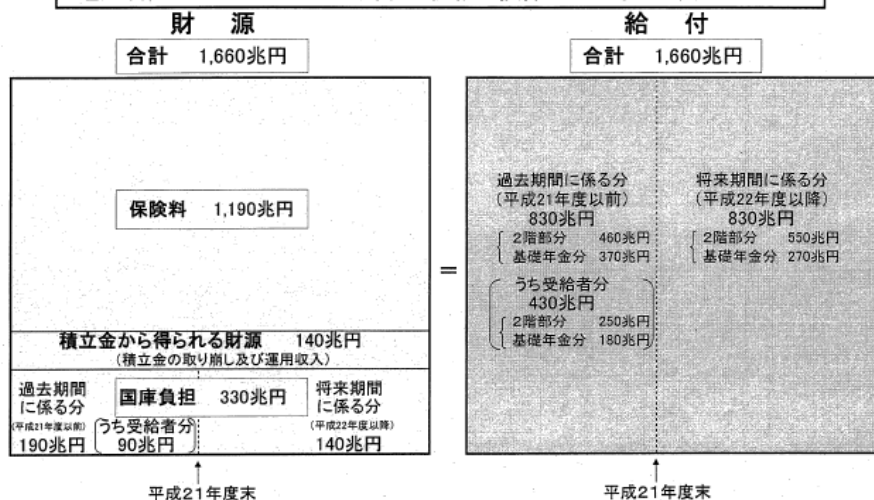 財 源
合計 1,660兆円
保険料 1,190兆円
積立金から得られる財源 140兆円
(積立金の取り崩し及び運用収入)
過去期間
に係る分
(平成21年度以前)
190兆円
国庫負担 330兆円
うち受給者分
90兆円
将来期間
に係る分
(平成22年度以降)
140兆円
平成21年度末
=
給 付
合計 1,660兆円
過去期間に係る分
(平成21年度以前)
830兆円
2階部分 460兆円
基礎年金分 370兆円
うち受給者分
430兆円
2階部分 250兆円
基礎年金分 180兆円
将来期間に係る分
(平成22年度以降)
830兆円
2階部分 550兆円
基礎年金分 270兆円
平成21年度末